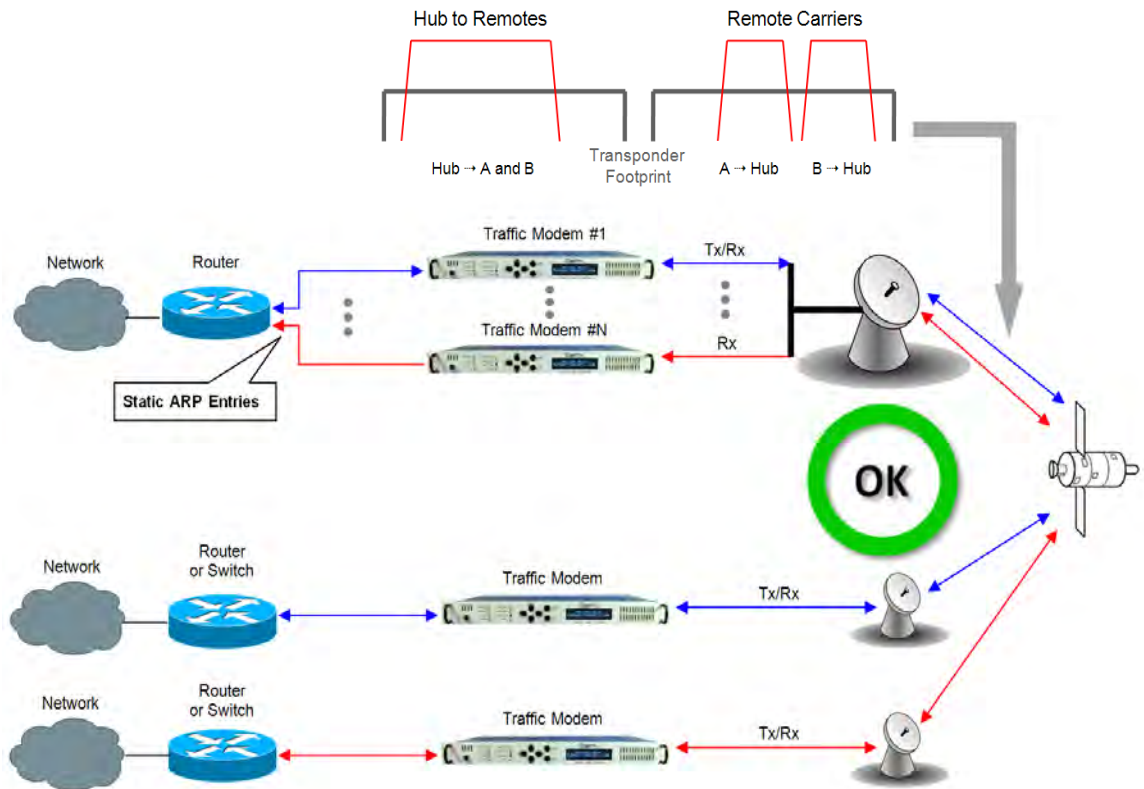 Hub to Remotes
Remote Carriers
Hub → A and B
Transponder
Footprint
A → Hub
B → Hub
Network
Router
Traffic Modem #1
Tx/Rx
Traffic Modem #N
Rx
Static ARP Entries
OK
Network
Router
or Switch
Traffic Modem
Tx/Rx
Network
Router
or Switch
Traffic Modem
Tx/Rx